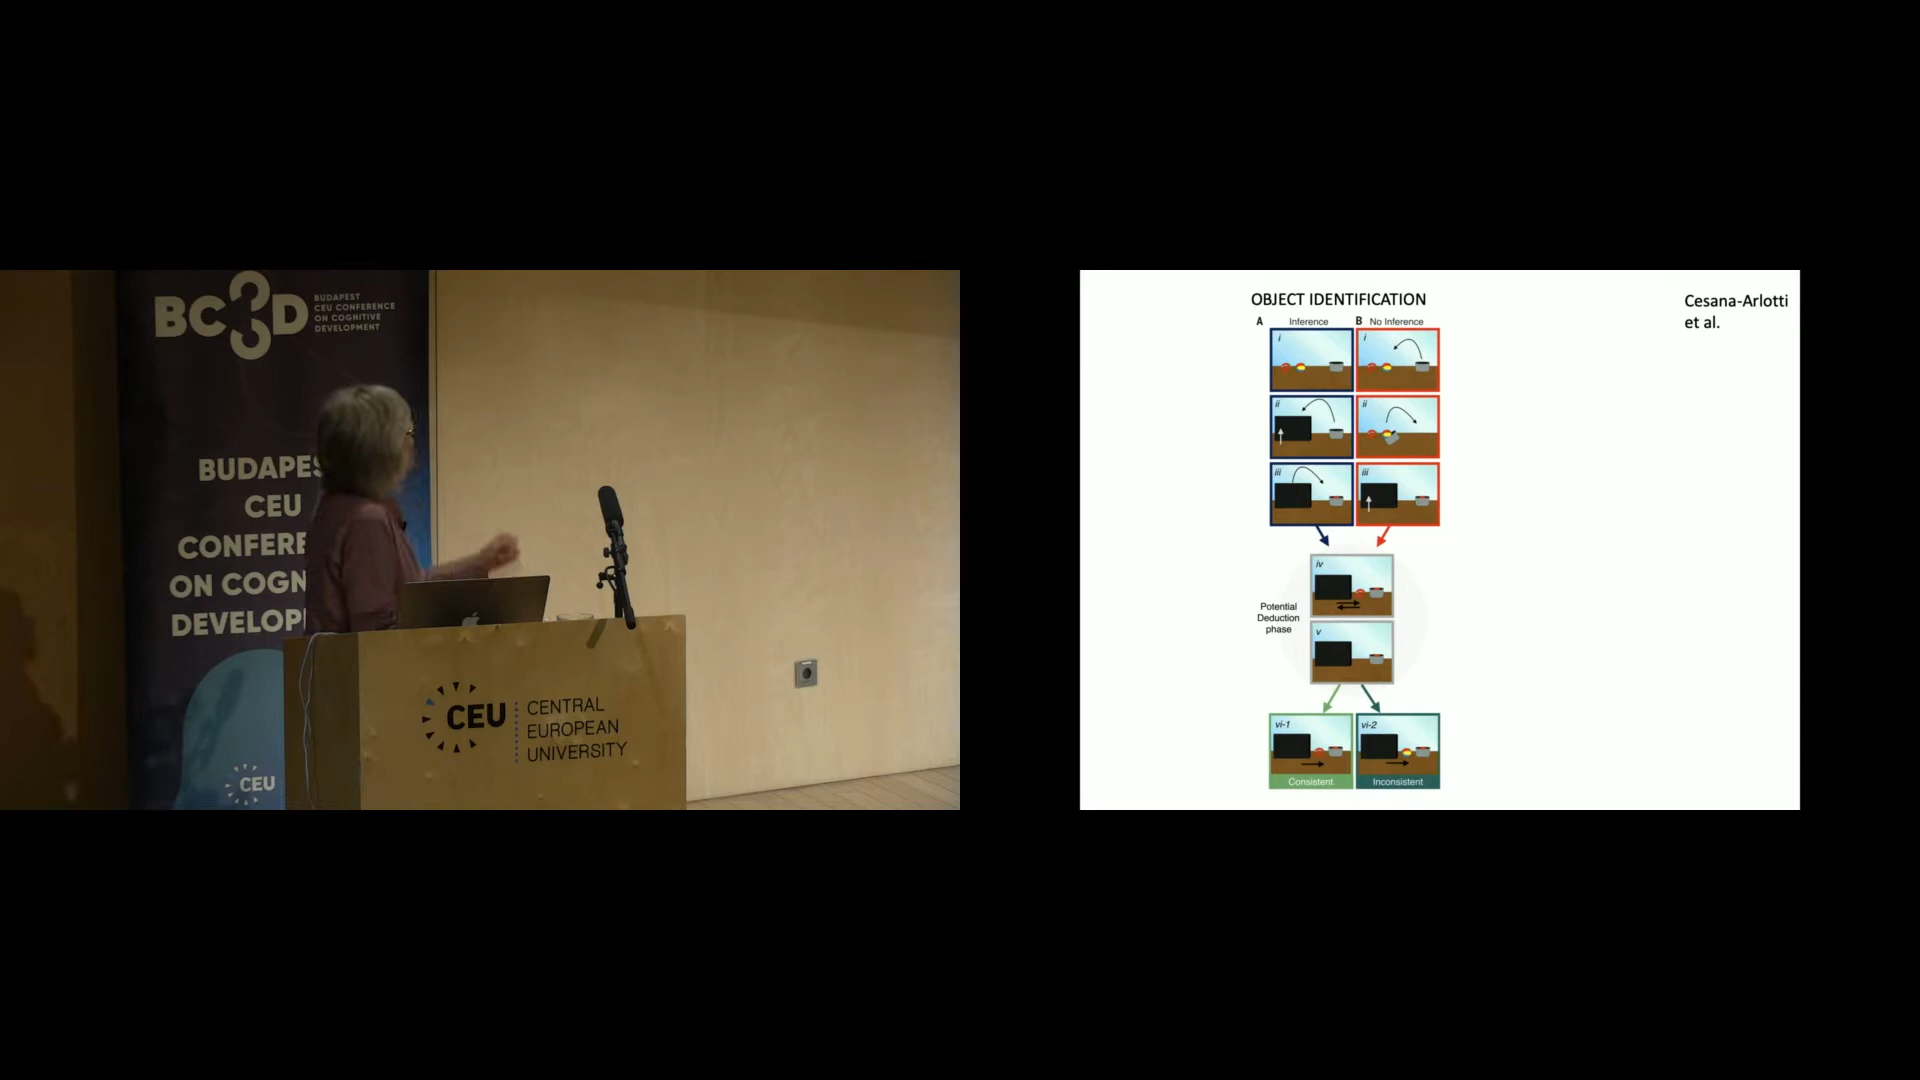 BC3D
BUDAPEST
CEU CONFERENCE
ON COGNITIVE
DEVELOPMENT
BUDAPES
CEU
CONFERE
ON COGN
DEVELOP
CEU
CEU
CENTRAL
EUROPEAN
UNIVERSITY
OBJECT IDENTIFICATION
Cesana-Arlotti
et al.
A Inference B No Inference
i i
ii ii
iii iii
iv
Potential
Deduction
phase
v
vi-1 vi-2
Consistent Inconsistent